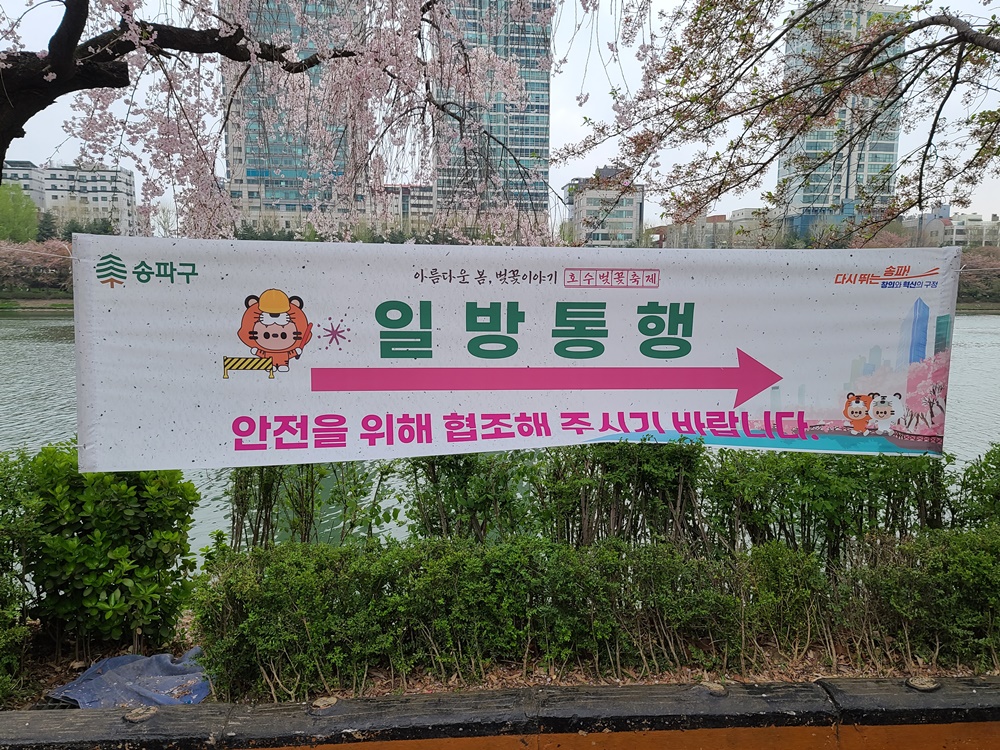 송파구
아름다운 봄, 벚꽃이야기 호수벚꽃축제
다시 뛰는 송파!
창의와 혁신의 구정
일방통행
안전을 위해 협조해 주시기 바랍니다.